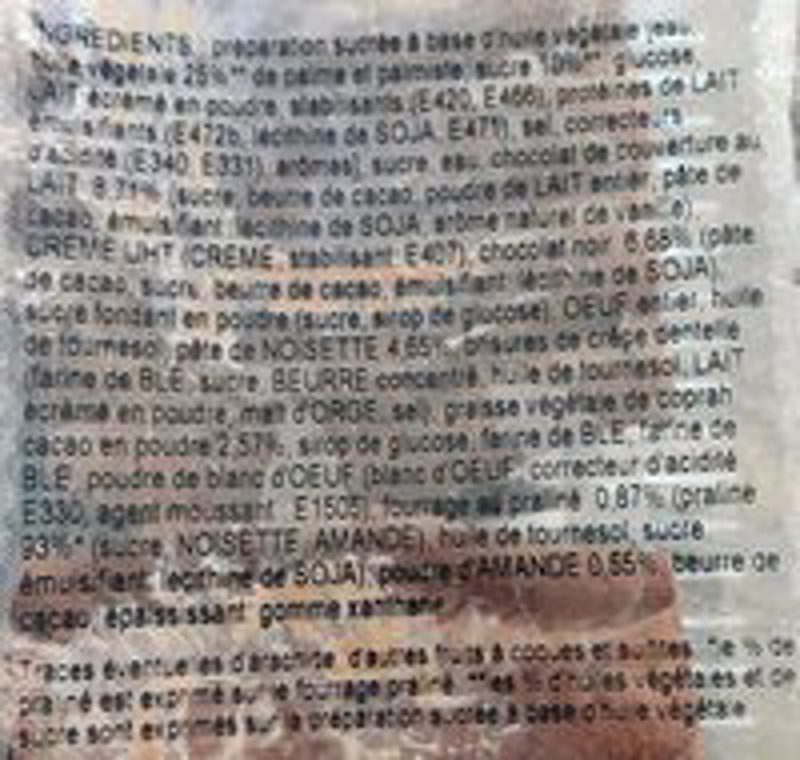 INGREDIENTS : préparation sucrée à base d'huile végétale (eau,
huile végétale 25%** de palme et palmiste, sucre 10%**, glucose,
LAIT écrémé en poudre, stabilisants (E420, E466), protéines de LAIT
émulsifiants (E472b, lécithine de SOJA, E471), sel, correcteurs
d'acidité (E340, E331), arômes), sucre, eau, chocolat de couverture au
LAIT 8,71% (sucre, beurre de cacao, poudre de LAIT entier, pâte de
cacao, émulsifiant: lécithine de SOJA, arôme naturel de vanille)
CREME UHT (CREME, stabilisant: E407), chocolat noir 6,68% (pâte
de cacao, sucre, beurre de cacao, émulsifiant: lécithine de SOJA),
sucre fondant en poudre (sucre, sirop de glucose), OEUF entier, huile
de tournesol, pâte de NOISETTE 4,65%, brisures de crêpe dentelle
(farine de BLE, sucre, BEURRE concentré, huile de tournesol, LAIT
écrémé en poudre, malt d'ORGE, sel), graisse végétale de coprah
cacao en poudre 2,57%, sirop de glucose, farine de BLE, farine de
BLE, poudre de blanc d'OEUF (blanc d'OEUF, correcteur d'acidité
E330, agent moussant : E1505), fourrage au praliné 0,87% (praliné
93%* (sucre, NOISETTE, AMANDE), huile de tournesol, sucre
émulsifiant: lécithine de SOJA), poudre d'AMANDE 0,55%, beurre de
cacao, épaississant: gomme xanthane
Traces éventuelles d'arachide, d'autres fruits à coques et sulfites. *le % de
praliné est exprimé sur le fourrage praliné. **les % d'huiles végétales et de
sucre sont exprimés sur la préparation sucrée à base d'huile végétale